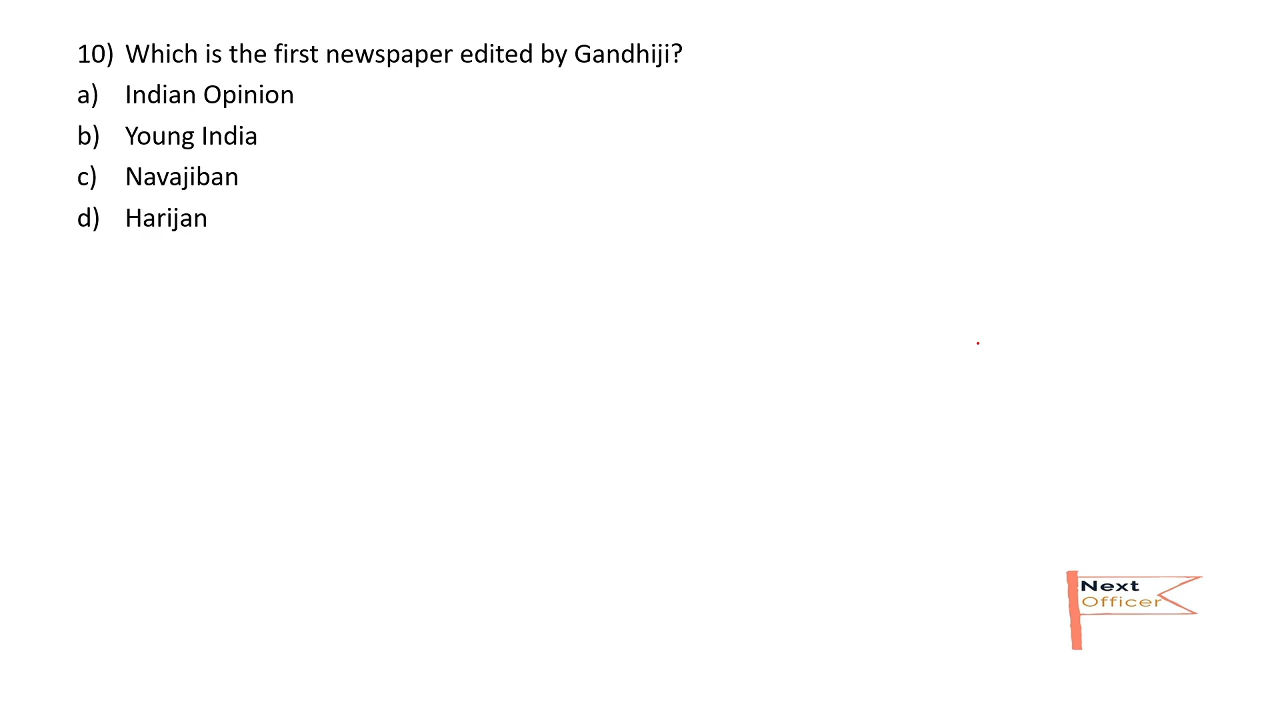 10) Which is the first newspaper edited by Gandhiji?
a) Indian Opinion
b) Young India
c) Navajiban
d) Harijan
Next
Officer